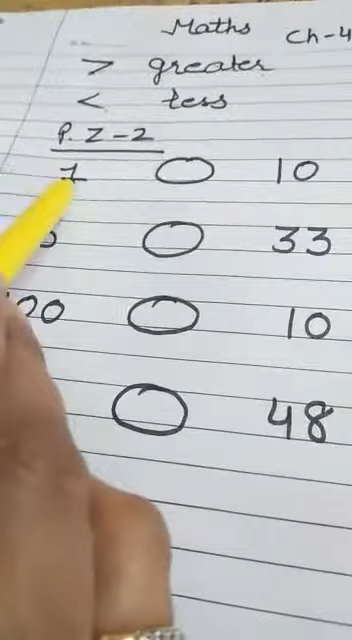 Maths Ch-4
> greater
< less
P. Z-2
1 10
33
10
48